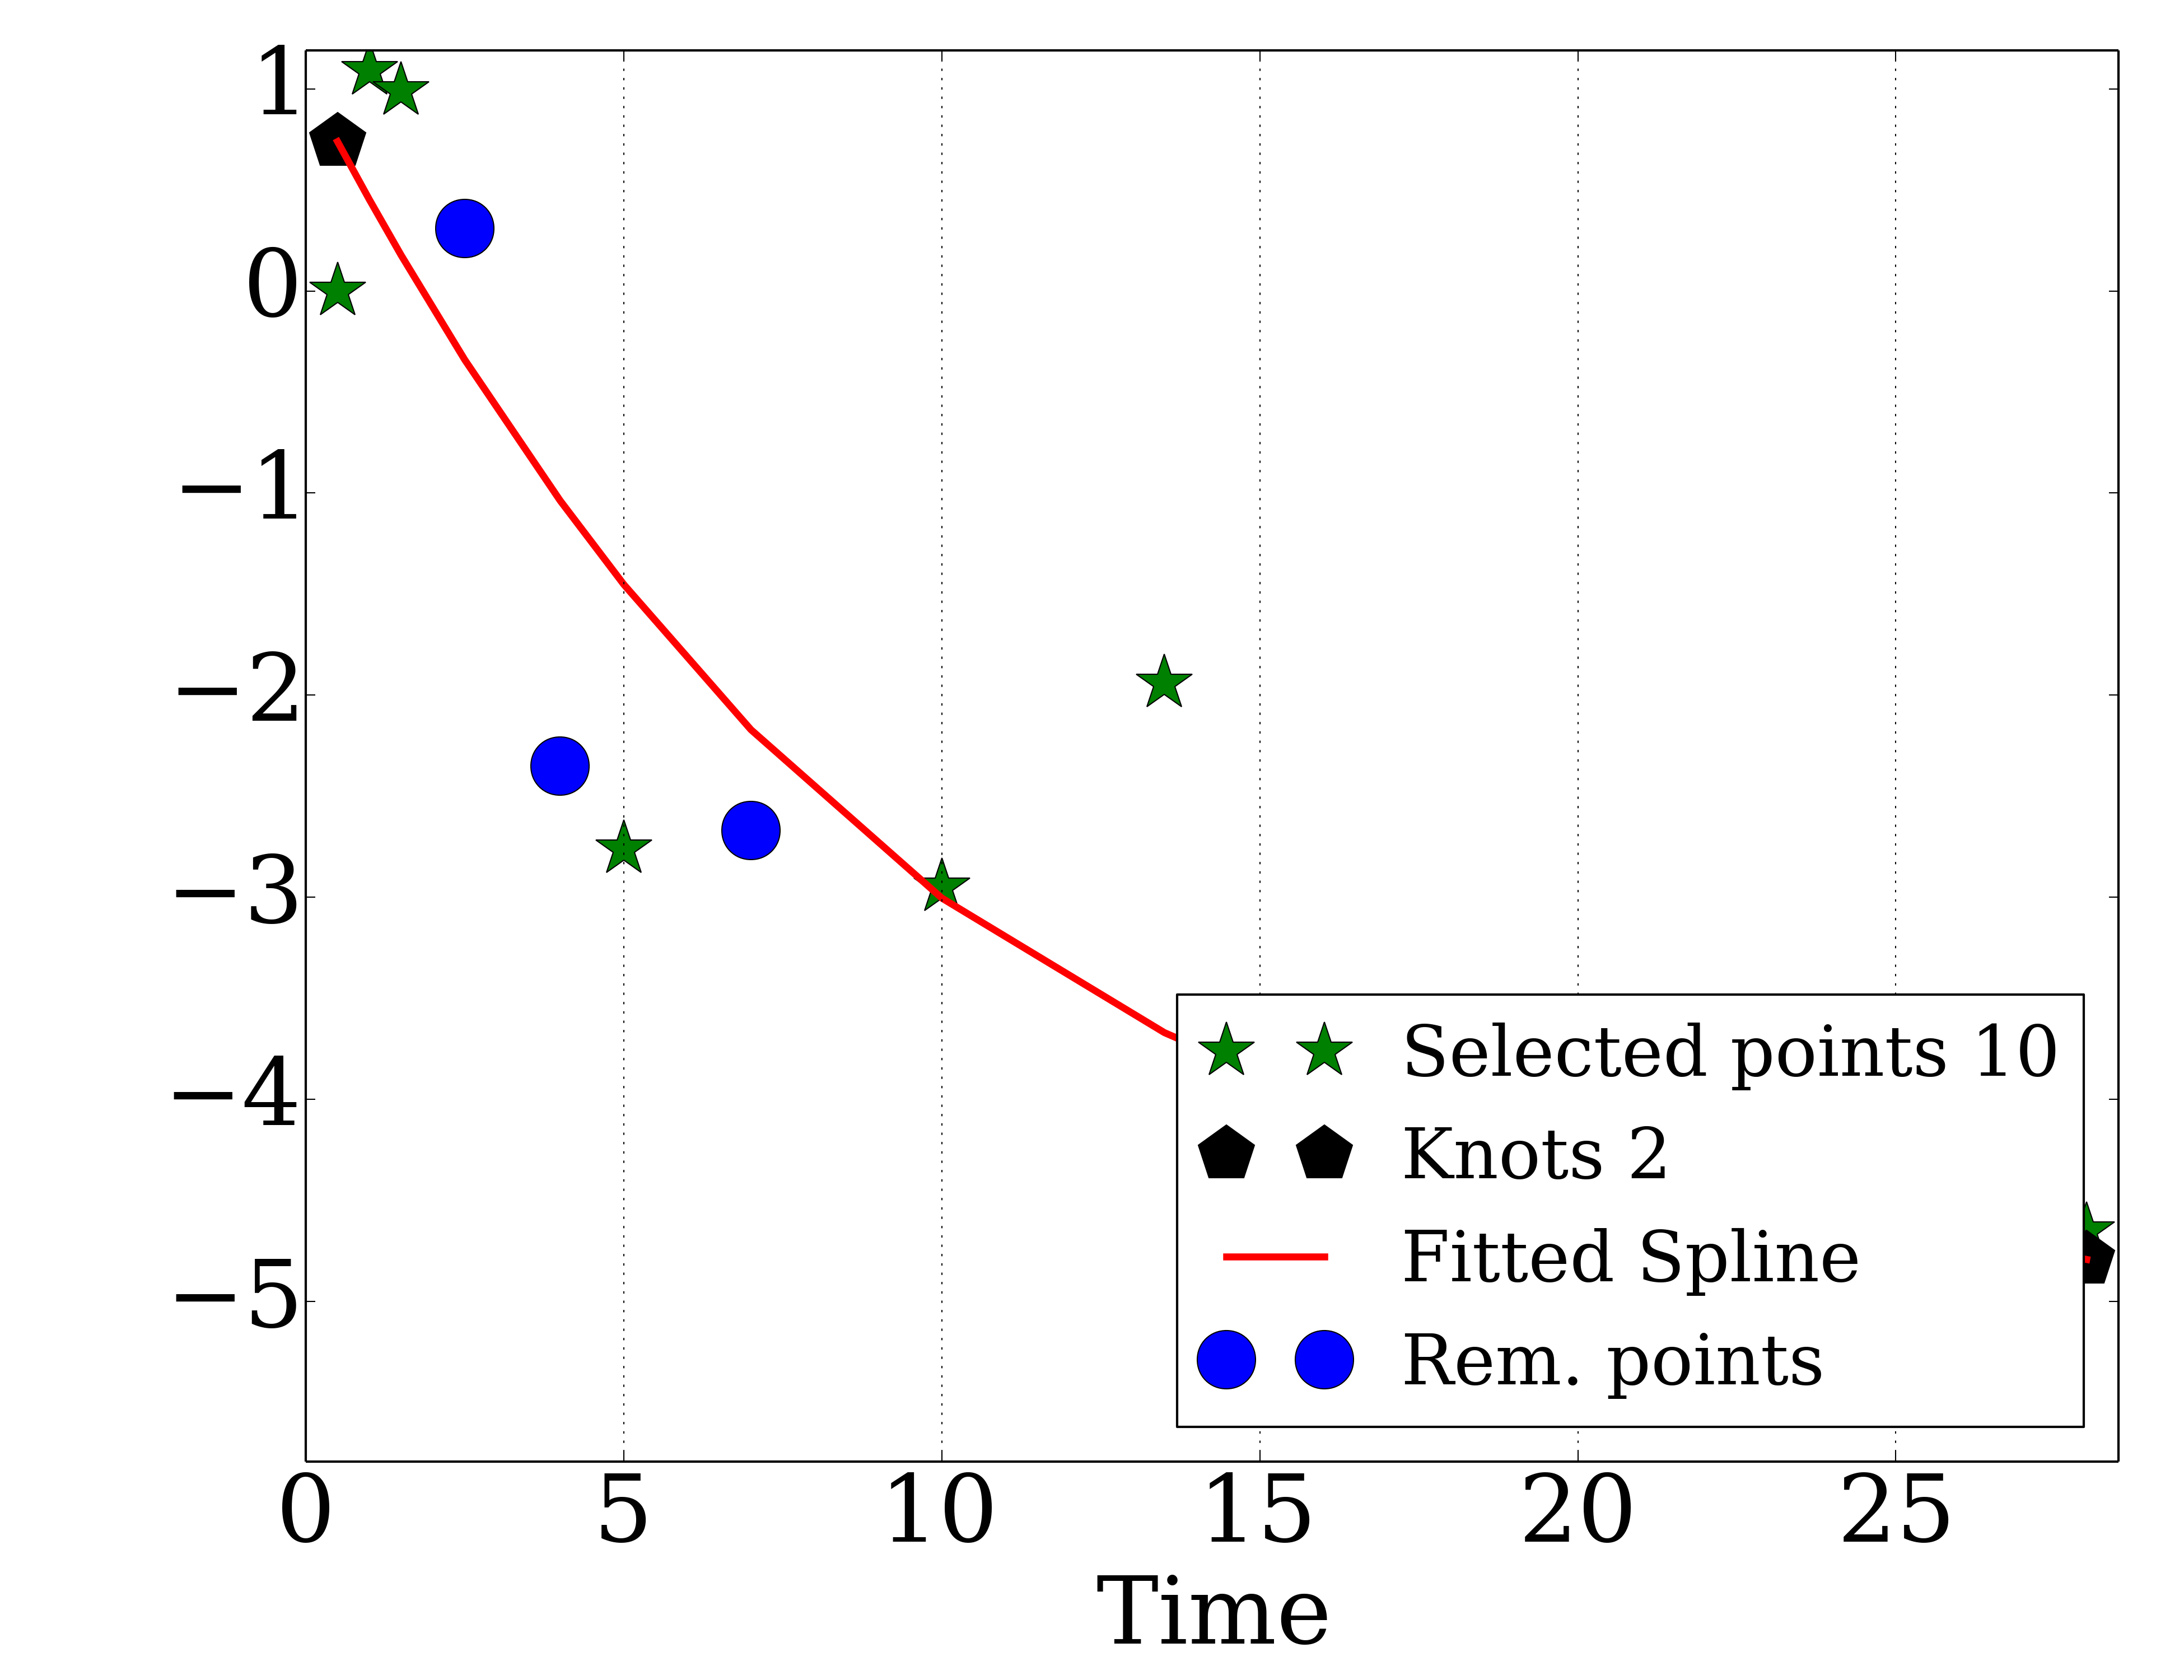 1
0
−1
−2
−3
−4
−5
Selected points 10
Knots 2
Fitted Spline
Rem. points
0 5 10 15 20 25
Time